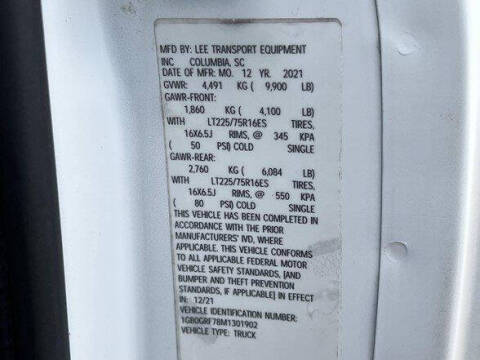 MFD BY: LEE TRANSPORT EQUIPMENT
INC COLUMBIA, SC
DATE OF MFR: MO. 12 YR. 2021
GVWR: 4,491 KG ( 9,900 LB)
GAWR-FRONT:
1,860 KG ( 4,100 LB)
WITH LT225/75R16ES TIRES,
16X6.5J RIMS, @ 345 KPA
( 50 PSI) COLD SINGLE
GAWR-REAR:
2,760 KG ( 6,084 LB)
WITH LT225/75R16ES TIRES,
16X6.5J RIMS, @ 550 KPA
( 80 PSI) COLD SINGLE
THIS VEHICLE HAS BEEN COMPLETED IN
ACCORDANCE WITH THE PRIOR
MANUFACTURERS' IVD, WHERE
APPLICABLE. THIS VEHICLE CONFORMS
TO ALL APPLICABLE FEDERAL MOTOR
VEHICLE SAFETY STANDARDS, [AND
BUMPER AND THEFT PREVENTION
STANDARDS, IF APPLICABLE] IN EFFECT
IN: 12/21
VEHICLE IDENTIFICATION NUMBER:
1GB0GRF78M1301902
VEHICLE TYPE: TRUCK